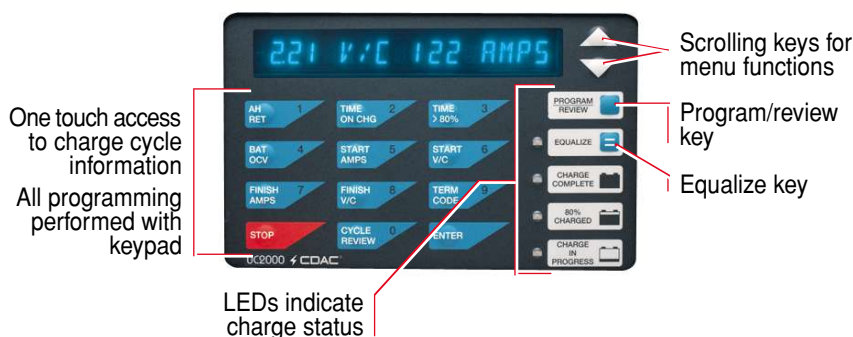 2.21 V/C 122 AMPS
Scrolling keys for
menu functions
One touch access
to charge cycle
information
All programming
performed with
keypad
AH
RET 1
TIME
ON CHG 2
TIME
> 80% 3
BAT
OCV 4
START
AMPS 5
START
V/C 6
FINISH
AMPS 7
FINISH
V/C 8
TERM
CODE 9
STOP
CYCLE
REVIEW 0
ENTER
UC2000 CDAC
PROGRAM
REVIEW
EQUALIZE
CHARGE
COMPLETE
80%
CHARGED
CHARGE
IN
PROGRESS
Program/review
key
Equalize key
LEDs indicate
charge status